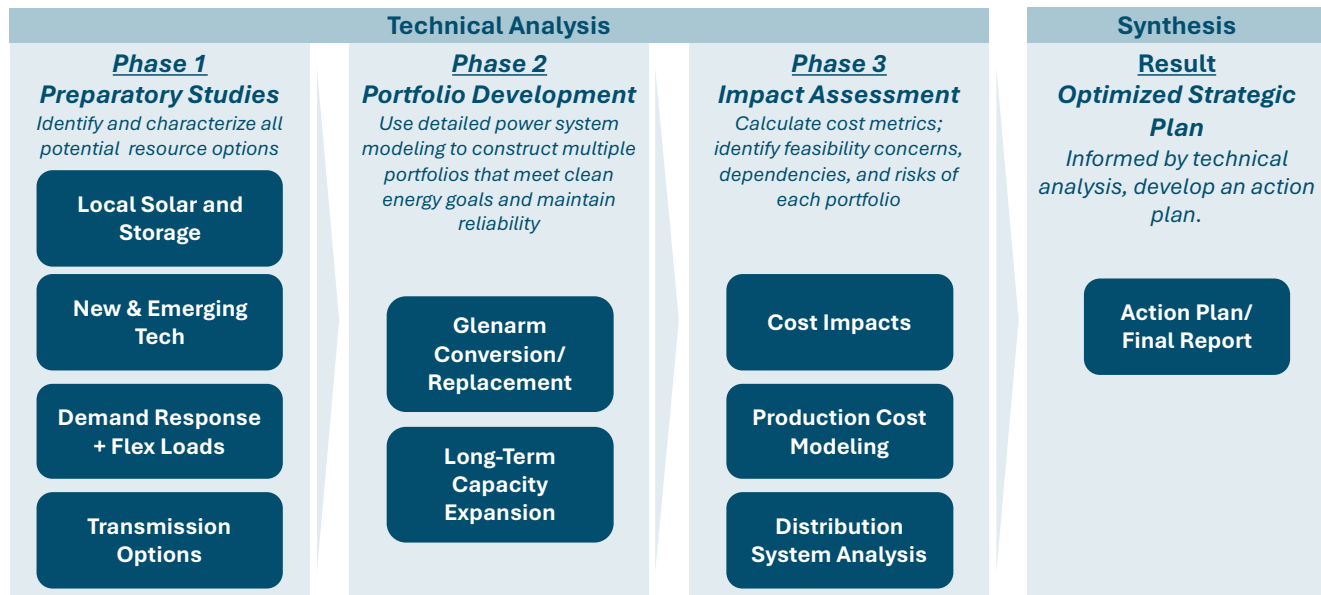 Technical Analysis
Synthesis
Phase 1
Preparatory Studies
Identify and characterize all
potential resource options
Local Solar and
Storage
New & Emerging
Tech
Demand Response
+ Flex Loads
Transmission
Options
Phase 2
Portfolio Development
Use detailed power system
modeling to construct multiple
portfolios that meet clean
energy goals and maintain
reliability
Glenarm
Conversion/
Replacement
Long-Term
Capacity
Expansion
Phase 3
Impact Assessment
Calculate cost metrics;
identify feasibility concerns,
dependencies, and risks of
each portfolio
Cost Impacts
Production Cost
Modeling
Distribution
System Analysis
Result
Optimized Strategic
Plan
Informed by technical
analysis, develop an action
plan.
Action Plan/
Final Report